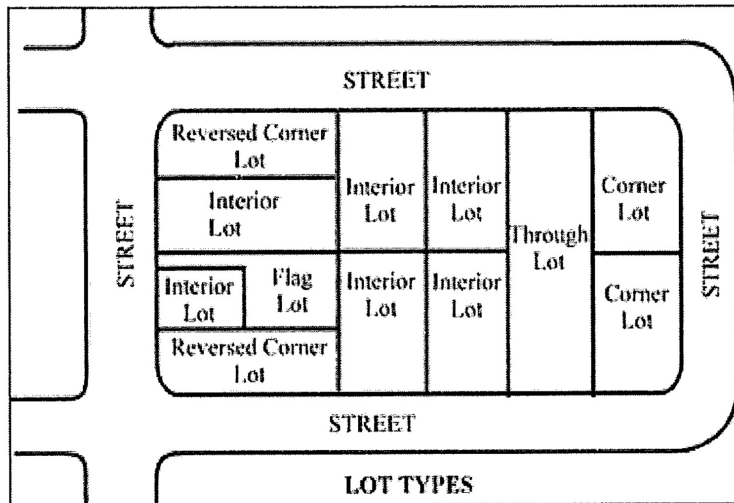 STREET
Reversed Corner
Lot
Interior
Lot
Interior
Lot
Interior
Lot
Corner
Lot
STREET
Through
Lot
STREET
Interior
Lot
Flag
Lot
Interior
Lot
Interior
Lot
Corner
Lot
Reversed Corner
Lot
STREET
LOT TYPES